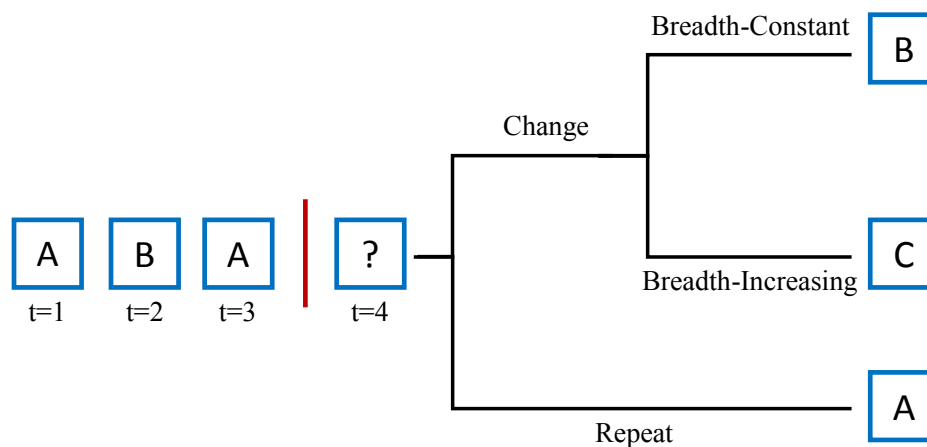 Breadth-Constant
B
Change
A
B
A
?
C
t=1
t=2
t=3
t=4
Breadth-Increasing
A
Repeat